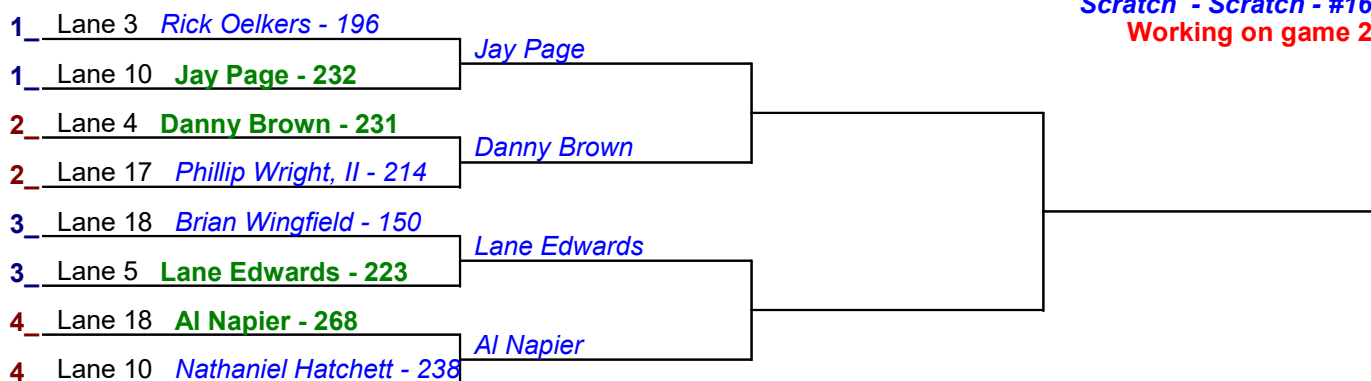 Scratch - Scratch - #16
Working on game 2
1_ Lane 3 Rick Oelkers - 196
Jay Page
1_ Lane 10 Jay Page - 232
2_ Lane 4 Danny Brown - 231
Danny Brown
2_ Lane 17 Phillip Wright, II - 214
3_ Lane 18 Brian Wingfield - 150
Lane Edwards
3_ Lane 5 Lane Edwards - 223
4_ Lane 18 Al Napier - 268
Al Napier
4 Lane 10 Nathaniel Hatchett - 238